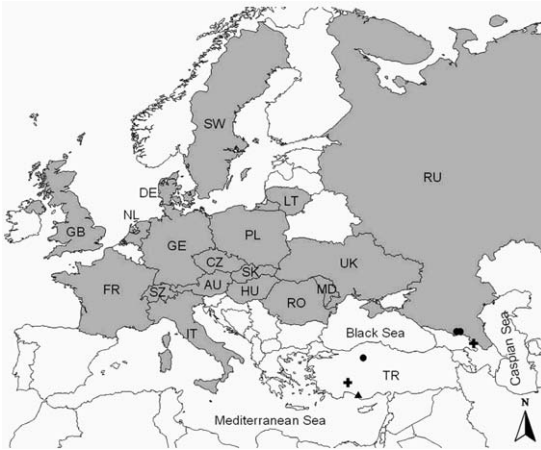 SW
RU
DE
LT
NL
GB
GE
PL
CZ
SK
UK
FR
SZ
AU
HU
MD
RO
IT
Black Sea
Caspian Sea
TR
Mediterranean Sea
N